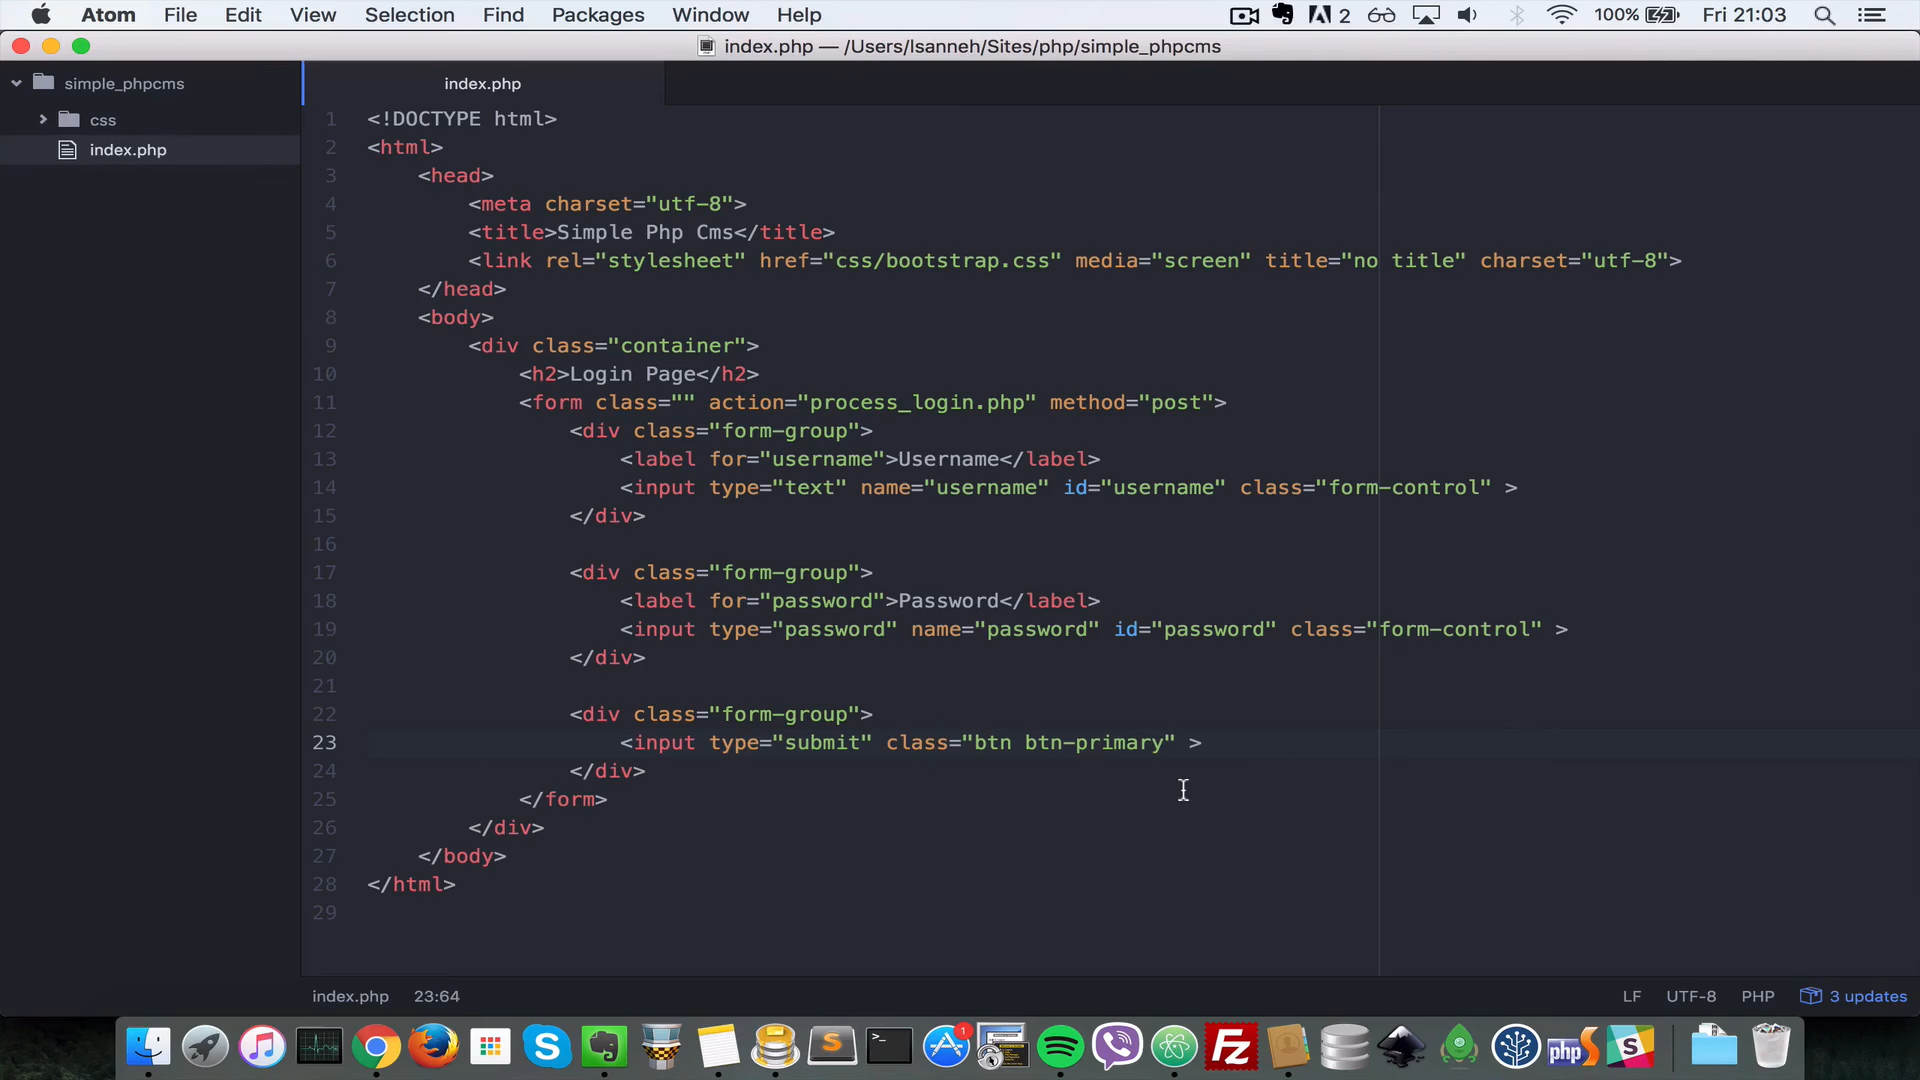 Atom File Edit View Selection Find Packages Window Help 2 100% Fri 21:03
index.php — /Users/lsanneh/Sites/php/simple_phpcms
simple_phpcms
css
index.php
index.php
1 <!DOCTYPE html>
2 <html>
3 <head>
4 <meta charset="utf-8">
5 <title>Simple Php Cms</title>
6 <link rel="stylesheet" href="css/bootstrap.css" media="screen" title="no title" charset="utf-8">
7 </head>
8 <body>
9 <div class="container">
10 <h2>Login Page</h2>
11 <form class="" action="process_login.php" method="post">
12 <div class="form-group">
13 <label for="username">Username</label>
14 <input type="text" name="username" id="username" class="form-control" >
15 </div>
16
17 <div class="form-group">
18 <label for="password">Password</label>
19 <input type="password" name="password" id="password" class="form-control" >
20 </div>
21
22 <div class="form-group">
23 <input type="submit" class="btn btn-primary" >
24 </div>
25 </form>
26 </div>
27 </body>
28 </html>
29
index.php 23:64 LF UTF-8 PHP 3 updates
1
php